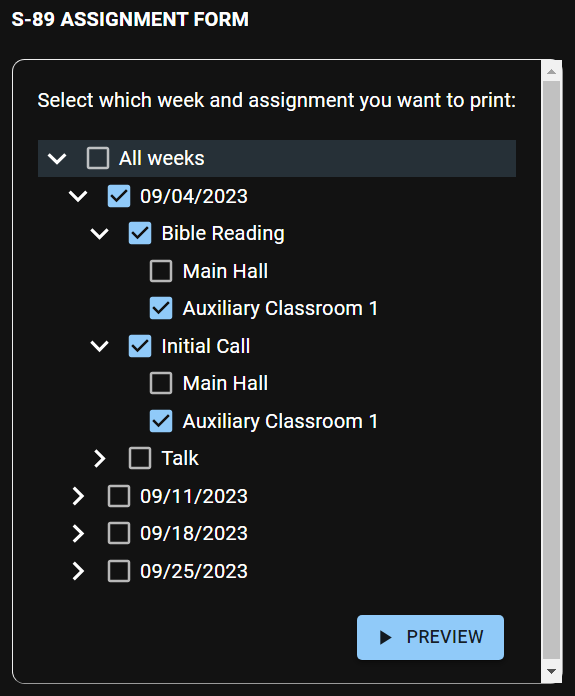 S-89 ASSIGNMENT FORM
Select which week and assignment you want to print:
All weeks
09/04/2023
Bible Reading
Main Hall
Auxiliary Classroom 1
Initial Call
Main Hall
Auxiliary Classroom 1
Talk
09/11/2023
09/18/2023
09/25/2023
PREVIEW